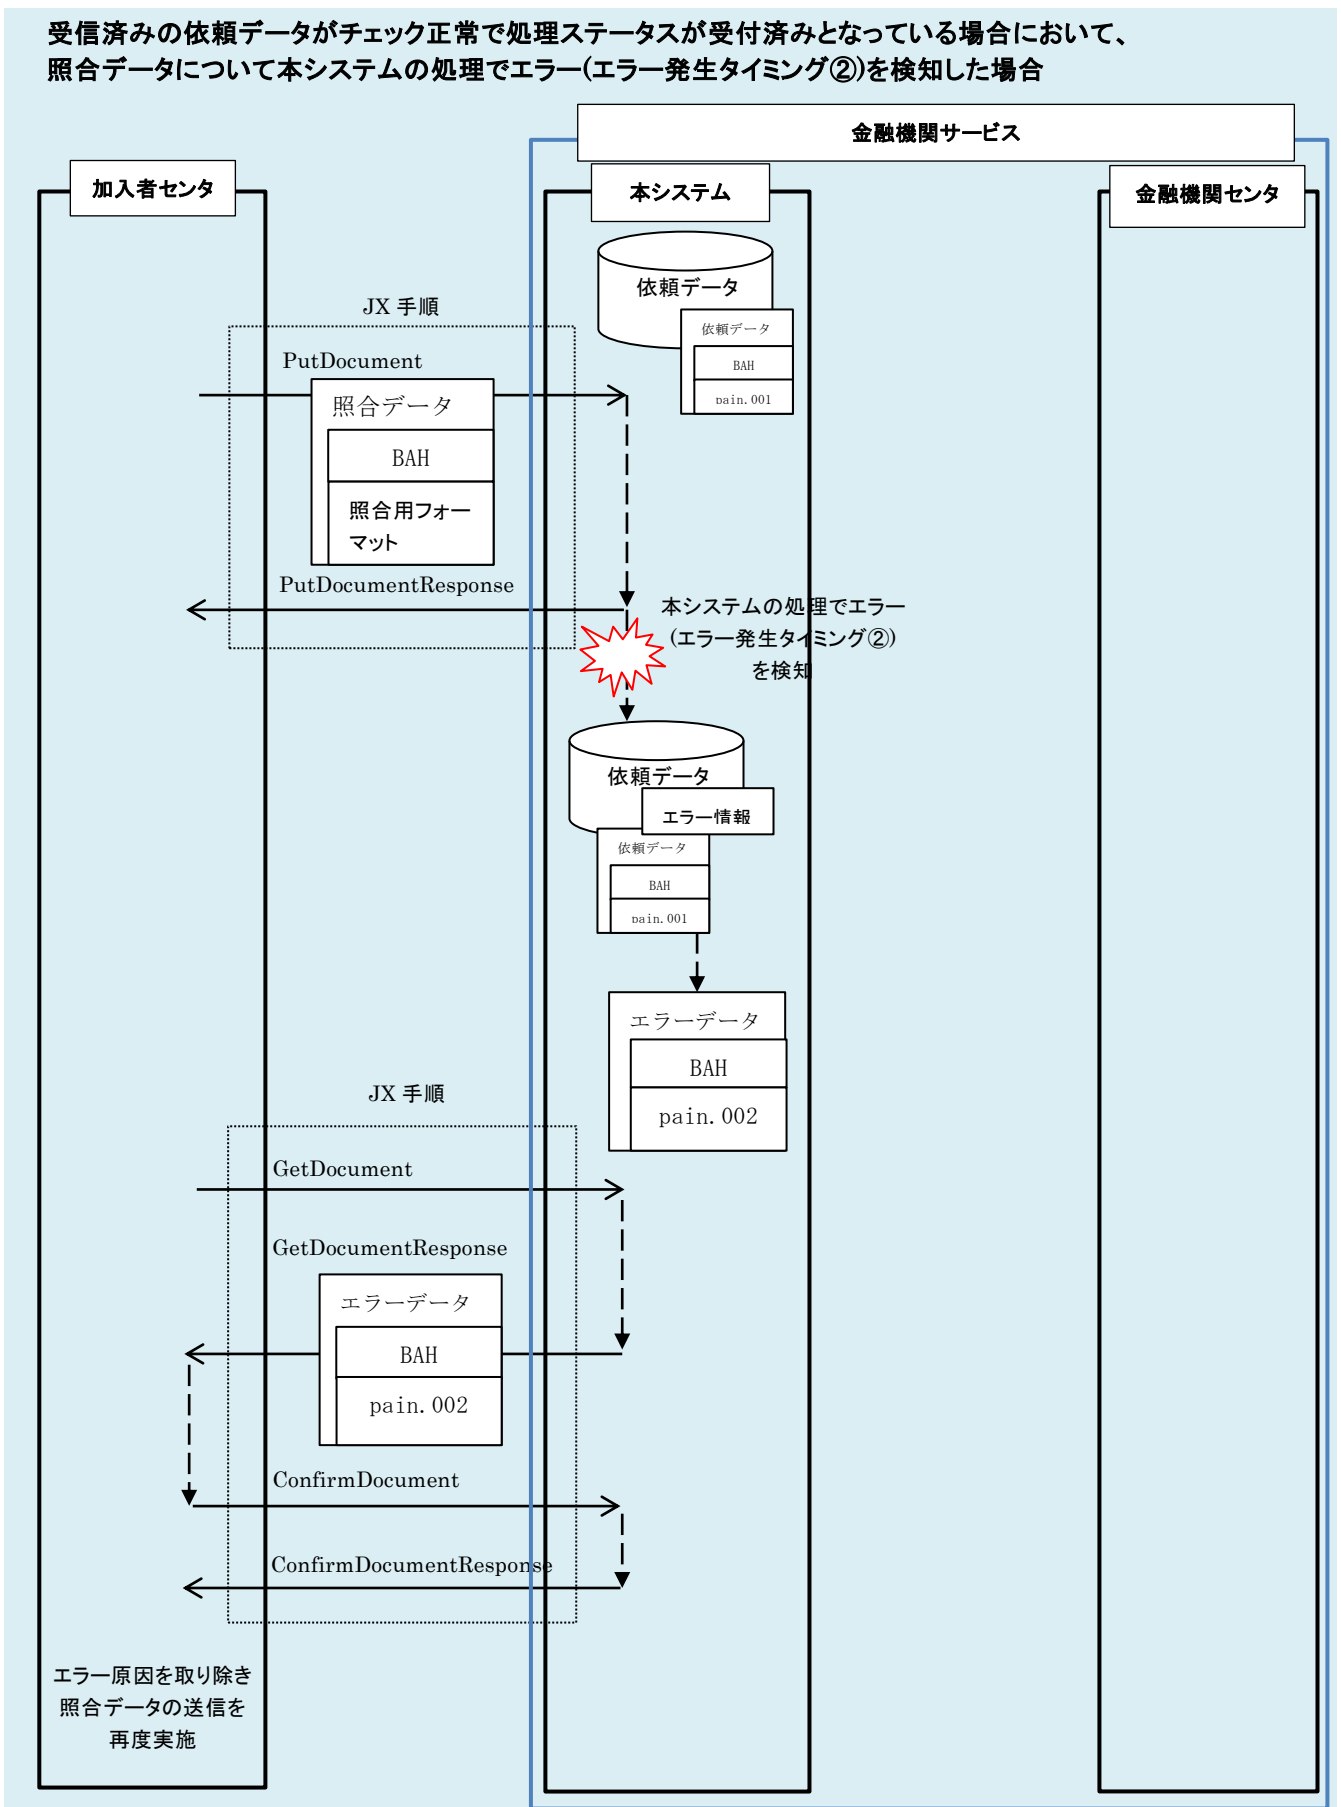 受信済みの依頼データがチェック正常で処理ステータスが受付済みとなっている場合において、
照合データについて本システムの処理でエラー(エラー発生タイミング②)を検知した場合
金融機関サービス
加入者センタ
本システム
金融機関センタ
依頼データ
依頼データ
BAH
pain.001
JX 手順
PutDocument
照合データ
BAH
照合用フォー
マット
PutDocumentResponse
本システムの処理でエラー
(エラー発生タイミング②)
を検知
依頼データ
エラー情報
依頼データ
BAH
pain.001
エラーデータ
BAH
pain.002
JX 手順
GetDocument
GetDocumentResponse
エラーデータ
BAH
pain.002
ConfirmDocument
ConfirmDocumentResponse
エラー原因を取り除き
照合データの送信を
再度実施